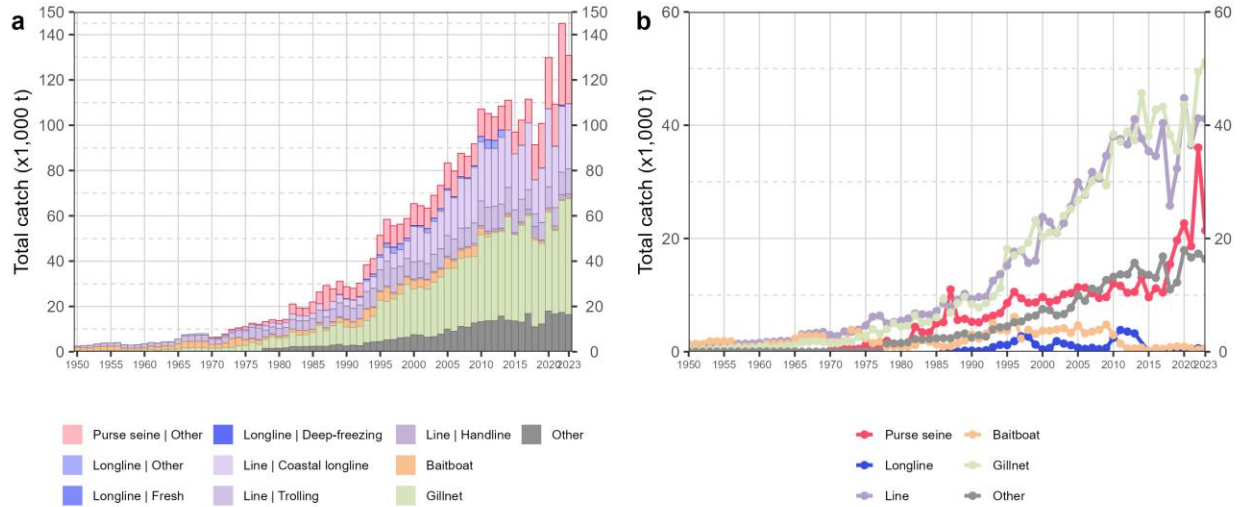 a
Total catch (x1,000 t)
150
140
120
100
80
60
40
20
0
150
140
120
100
80
60
40
20
0
1950 1955 1960 1965 1970 1975 1980 1985 1990 1995 2000 2005 2010 2015 2020 2023
Purse seine | Other
Longline | Deep-freezing
Line | Handline
Other
Longline | Other
Line | Coastal longline
Baitboat
Longline | Fresh
Line | Trolling
Gillnet
b
Total catch (x1,000 t)
60
40
20
0
60
40
20
0
1950 1955 1960 1965 1970 1975 1980 1985 1990 1995 2000 2005 2010 2015 2020 2023
Purse seine
Baitboat
Longline
Gillnet
Line
Other